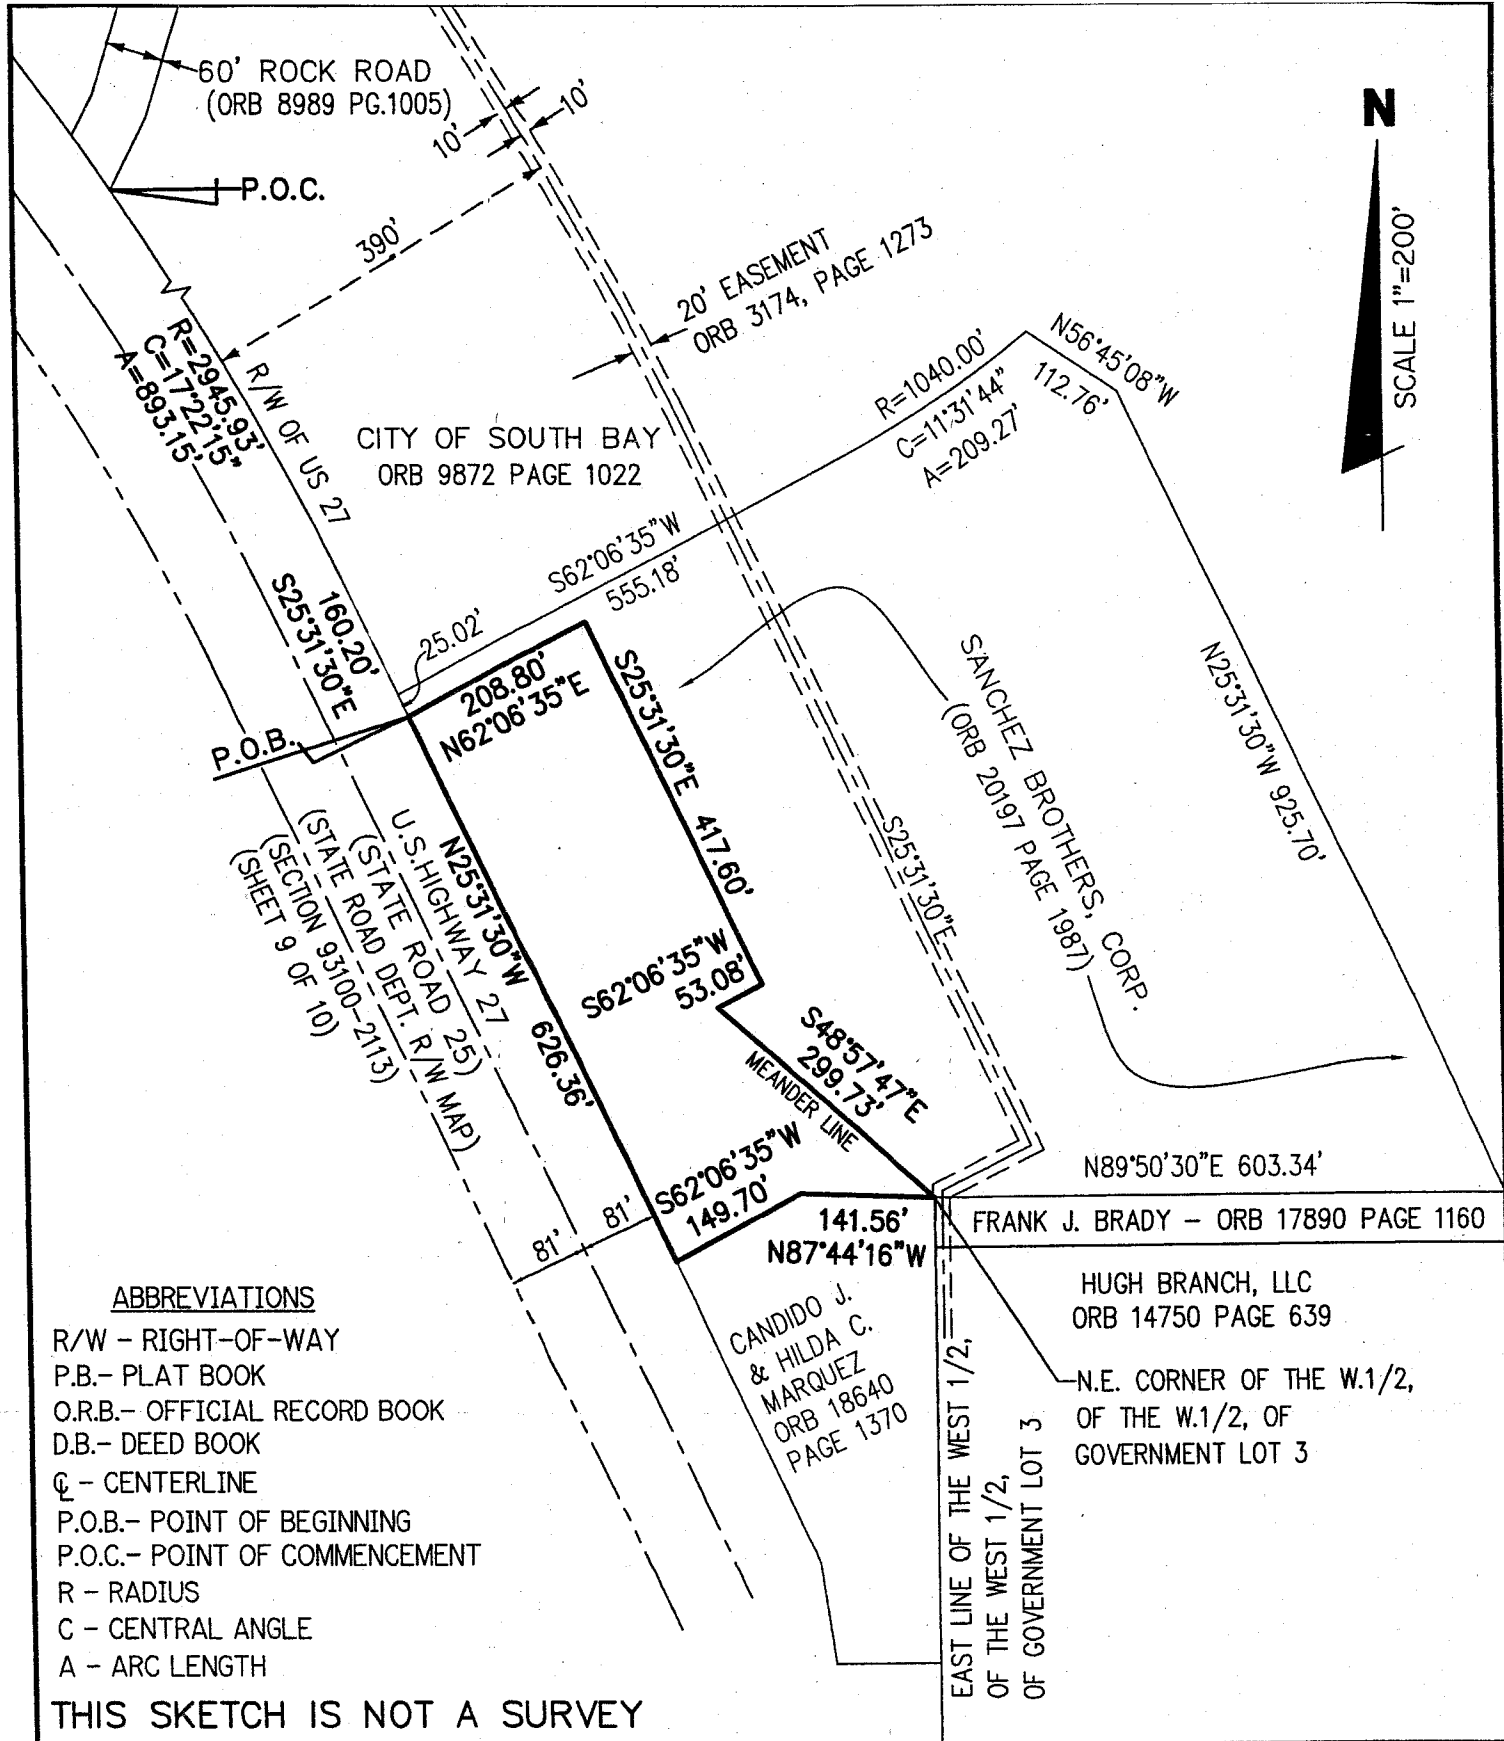 60' ROCK ROAD
(ORB 8989 PG.1005)
10'
10'
N
P.O.C.
390'
SCALE 1"=200'
20' EASEMENT
ORB 3174, PAGE 1273
R=2945.93'
C=17°22'15"
A=893.15'
R/W OF US 27
R=1040.00'
C=11°31'44"
A=209.27'
N56°45'08"W
112.76'
CITY OF SOUTH BAY
ORB 9872 PAGE 1022
S62°06'35"W
555.18'
160.20'
S25°31'30"E
25.02'
208.80'
N62°06'35"E
S25°31'30"E 417.60'
SANCHEZ BROTHERS, CORP.
(ORB 20197 PAGE 1987)
N25°31'30"W 925.70'
P.O.B.
S25°31'30"E
N25°31'30"W 626.36'
U.S.HIGHWAY 27
(STATE ROAD 25)
(STATE ROAD DEPT. R/W MAP)
(SECTION 93100-2113)
(SHEET 9 OF 10)
S62°06'35"W
53.08'
S48°57'47"E
299.73'
MEANDER LINE
S62°06'35"W
149.70'
81'
81'
N89°50'30"E 603.34'
141.56'
N87°44'16"W
FRANK J. BRADY - ORB 17890 PAGE 1160
HUGH BRANCH, LLC
ORB 14750 PAGE 639
CANDIDO J.
& HILDA C.
MARQUEZ
ORB 18640
PAGE 1370
N.E. CORNER OF THE W.1/2,
OF THE W.1/2, OF
GOVERNMENT LOT 3
EAST LINE OF THE WEST 1/2,
OF THE WEST 1/2,
OF GOVERNMENT LOT 3
ABBREVIATIONS
R/W - RIGHT-OF-WAY
P.B.- PLAT BOOK
O.R.B.- OFFICIAL RECORD BOOK
D.B.- DEED BOOK
℄ - CENTERLINE
P.O.B.- POINT OF BEGINNING
P.O.C.- POINT OF COMMENCEMENT
R - RADIUS
C - CENTRAL ANGLE
A - ARC LENGTH
THIS SKETCH IS NOT A SURVEY